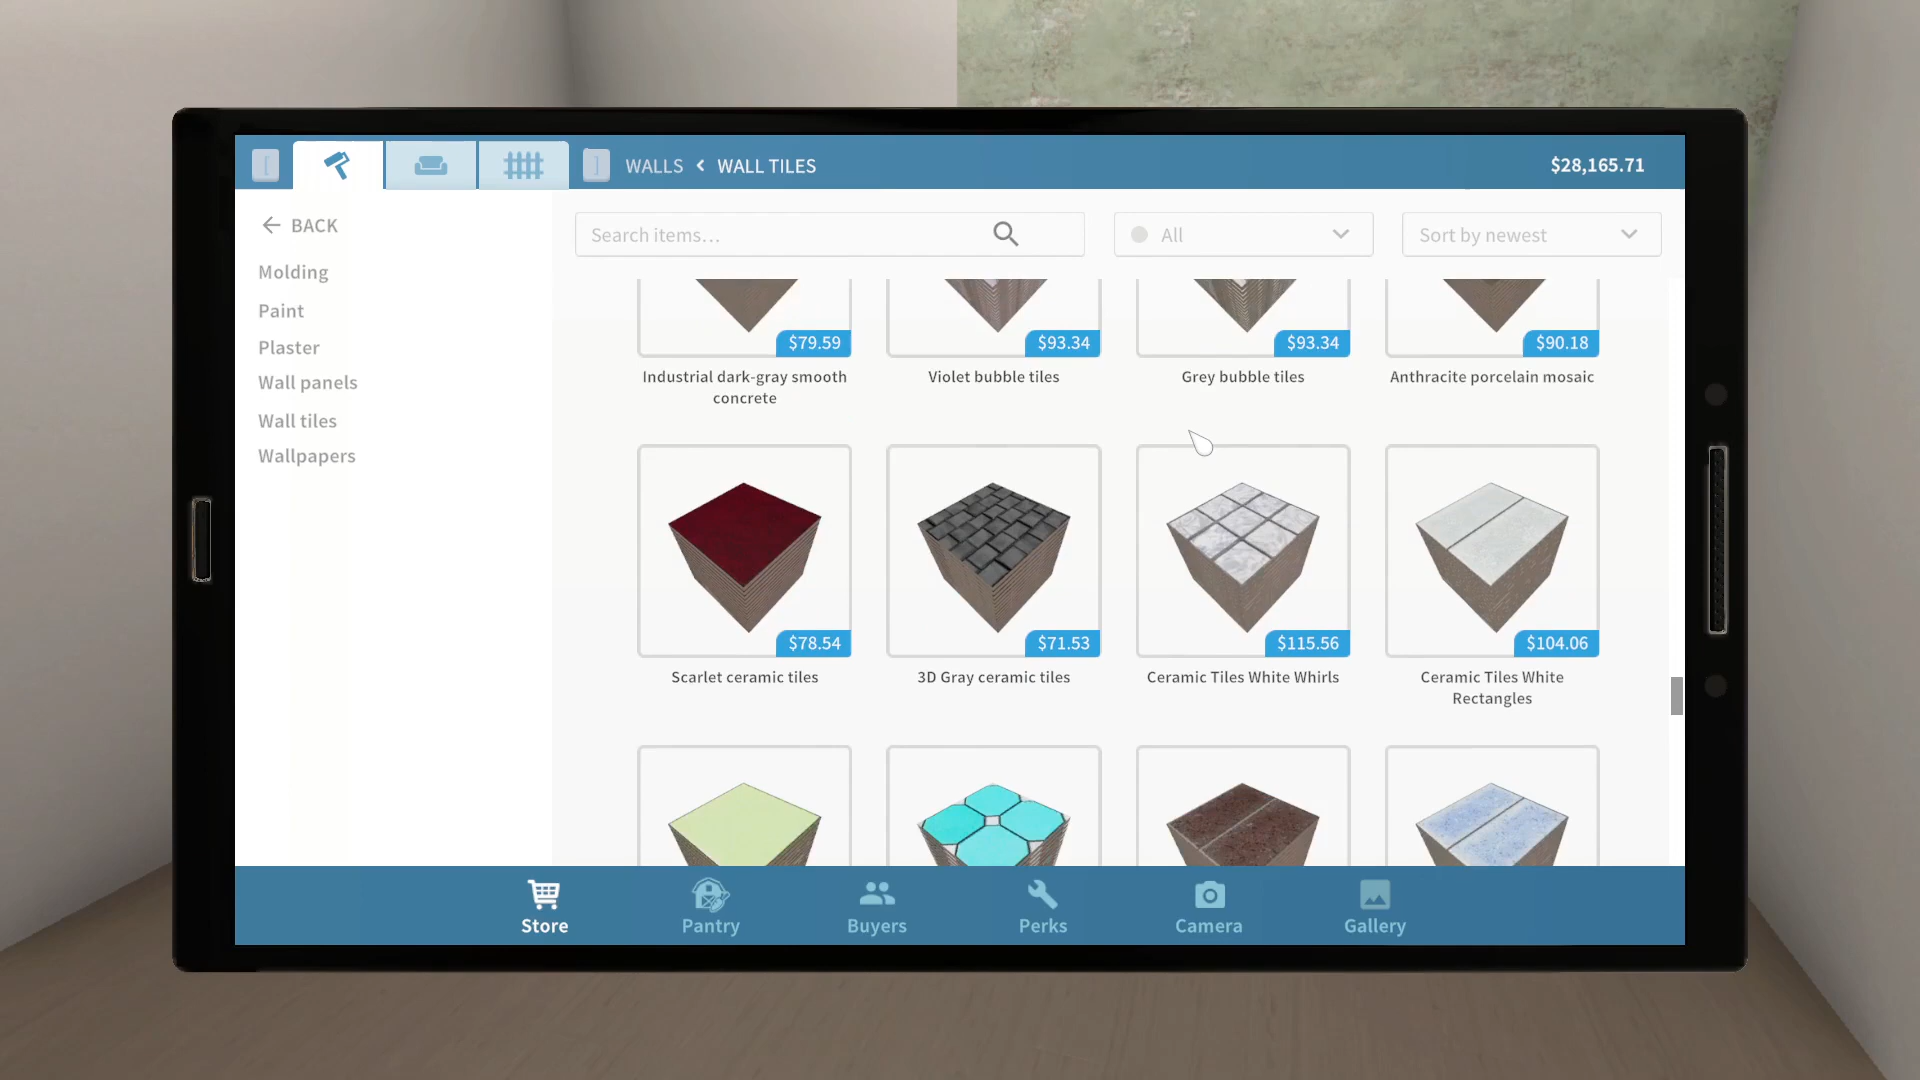 [
]
WALLS < WALL TILES
$28,165.71
BACK
Molding
Paint
Plaster
Wall panels
Wall tiles
Wallpapers
Search items...
All
Sort by newest
$79.59
$93.34
$93.34
$90.18
Industrial dark-gray smooth
concrete
Violet bubble tiles
Grey bubble tiles
Anthracite porcelain mosaic
$78.54
$71.53
$115.56
$104.06
Scarlet ceramic tiles
3D Gray ceramic tiles
Ceramic Tiles White Whirls
Ceramic Tiles White
Rectangles
Store
Pantry
Buyers
Perks
Camera
Gallery